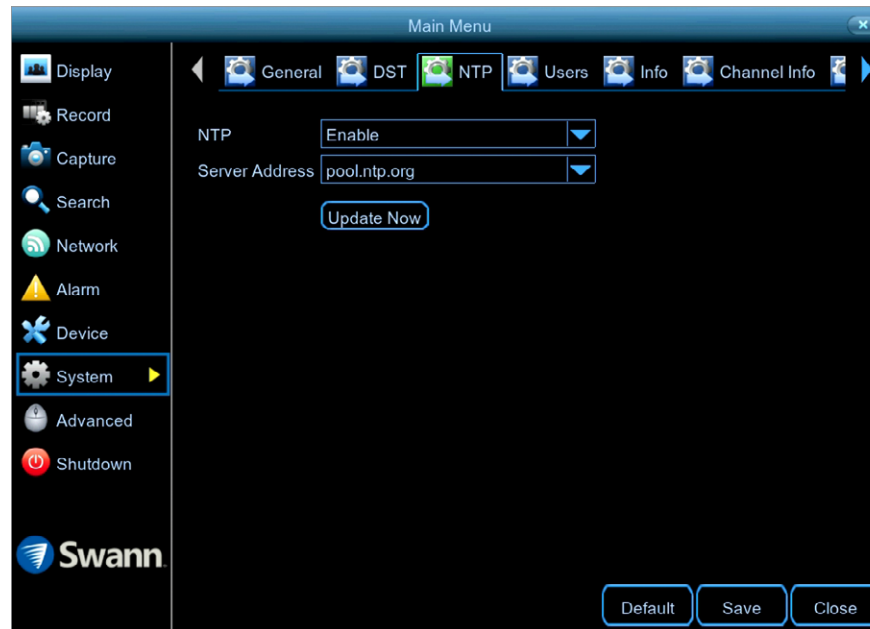 Main Menu
Display
Record
Capture
Search
Network
Alarm
Device
System
Advanced
Shutdown
Swann
General DST NTP Users Info Channel Info
NTP Enable
Server Address pool.ntp.org
Update Now
Default Save Close